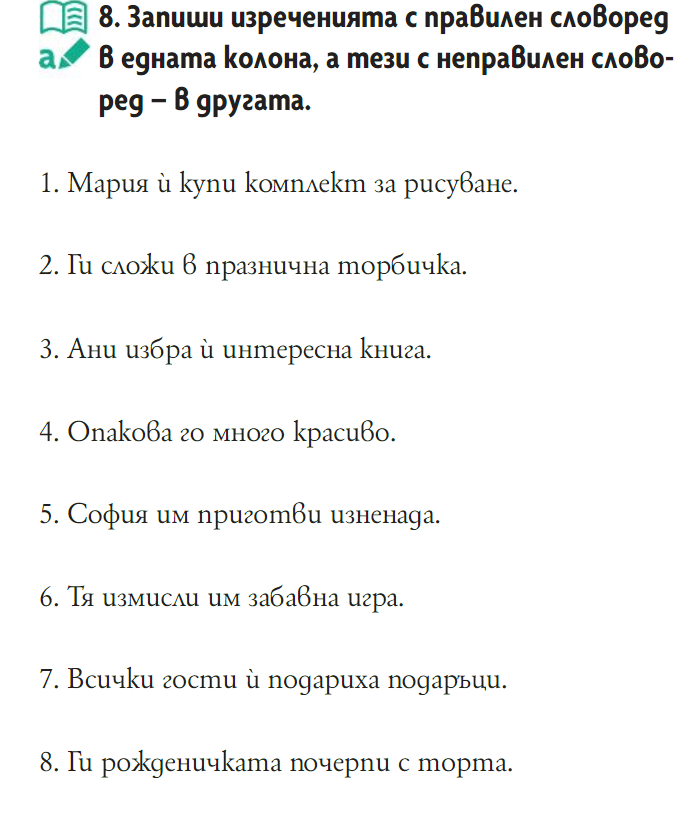 8. Запиши изреченията с правилен словоред
а
в едната колона, а тези с неправилен слово-
ред – в другата.
1. Мария ѝ купи комплект за рисуване.
2. Ги сложи в празнична торбичка.
3. Ани избра ѝ интересна книга.
4. Опакова го много красиво.
5. София им приготви изненада.
6. Тя измисли им забавна игра.
7. Всички гости ѝ подариха подаръци.
8. Ги рожденичката почерпи с торта.